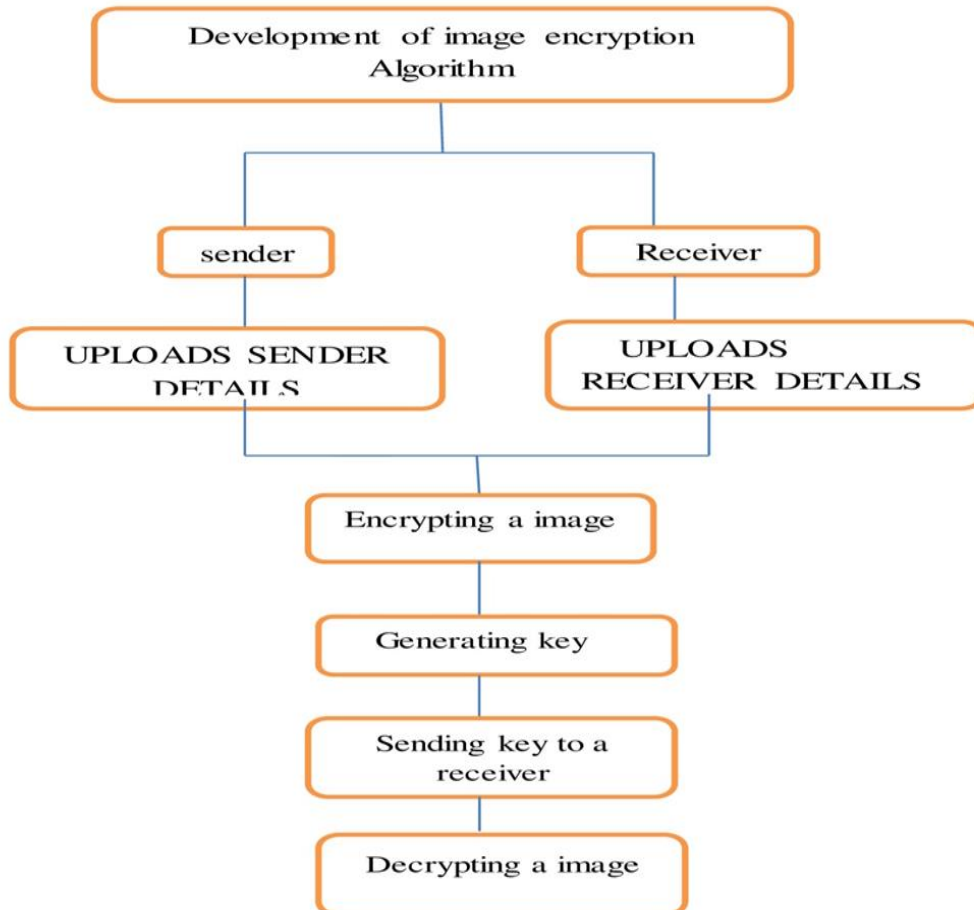 Development of image encryption
Algorithm
sender
Receiver
UPLOADS SENDER
DETAILS
UPLOADS
RECEIVER DETAILS
Encrypting a image
Generating key
Sending key to a
receiver
Decrypting a image